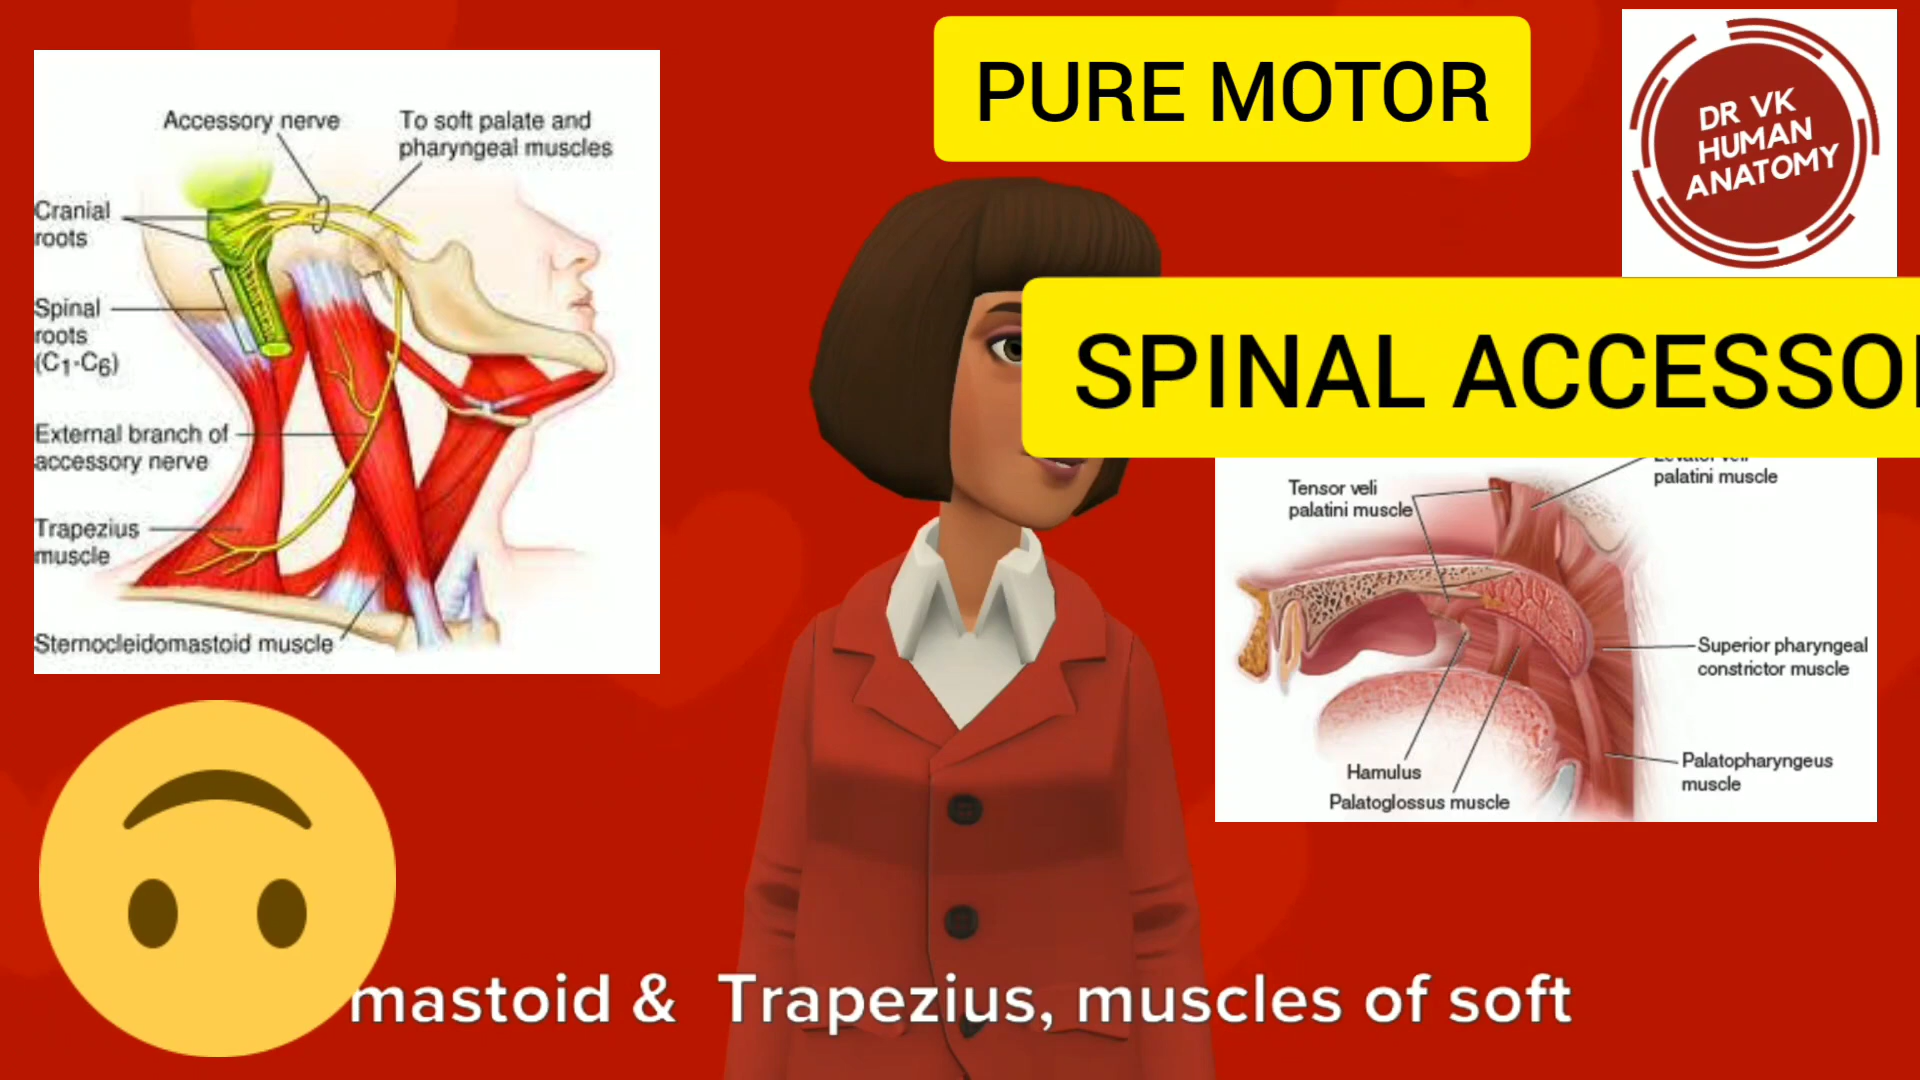 PURE MOTOR
DR VK
HUMAN
ANATOMY
SPINAL ACCESSO
Accessory nerve
To soft palate and
pharyngeal muscles
Cranial
roots
Spinal
roots
(C1-C6)
External branch of
accessory nerve
Trapezius
muscle
Sternocleidomastoid muscle
palatini muscle
Tensor veli
palatini muscle
Superior pharyngeal
constrictor muscle
Palatopharyngeus
muscle
Hamulus
Palatoglossus muscle
mastoid & Trapezius, muscles of soft